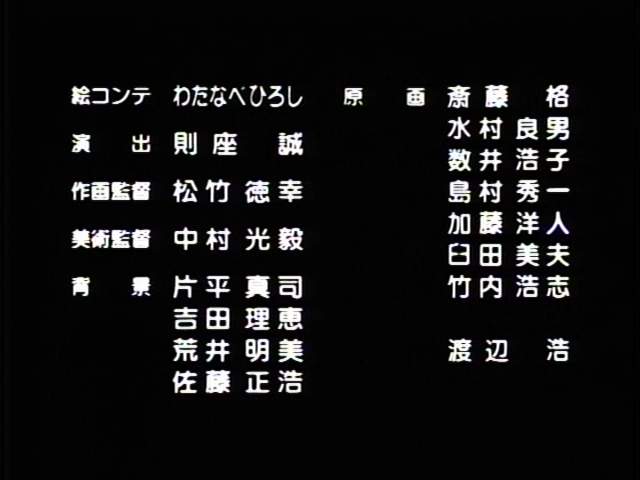 絵コンテ わたなべひろし
演出 則座 誠
作画監督 松竹徳幸
美術監督 中村光毅
背景 片平真司
吉田理恵
荒井明美
佐藤正浩
原画 斎藤 格
水村良男
数井浩子
島村秀一
加藤洋人
臼田美夫
竹内浩志
渡辺 浩